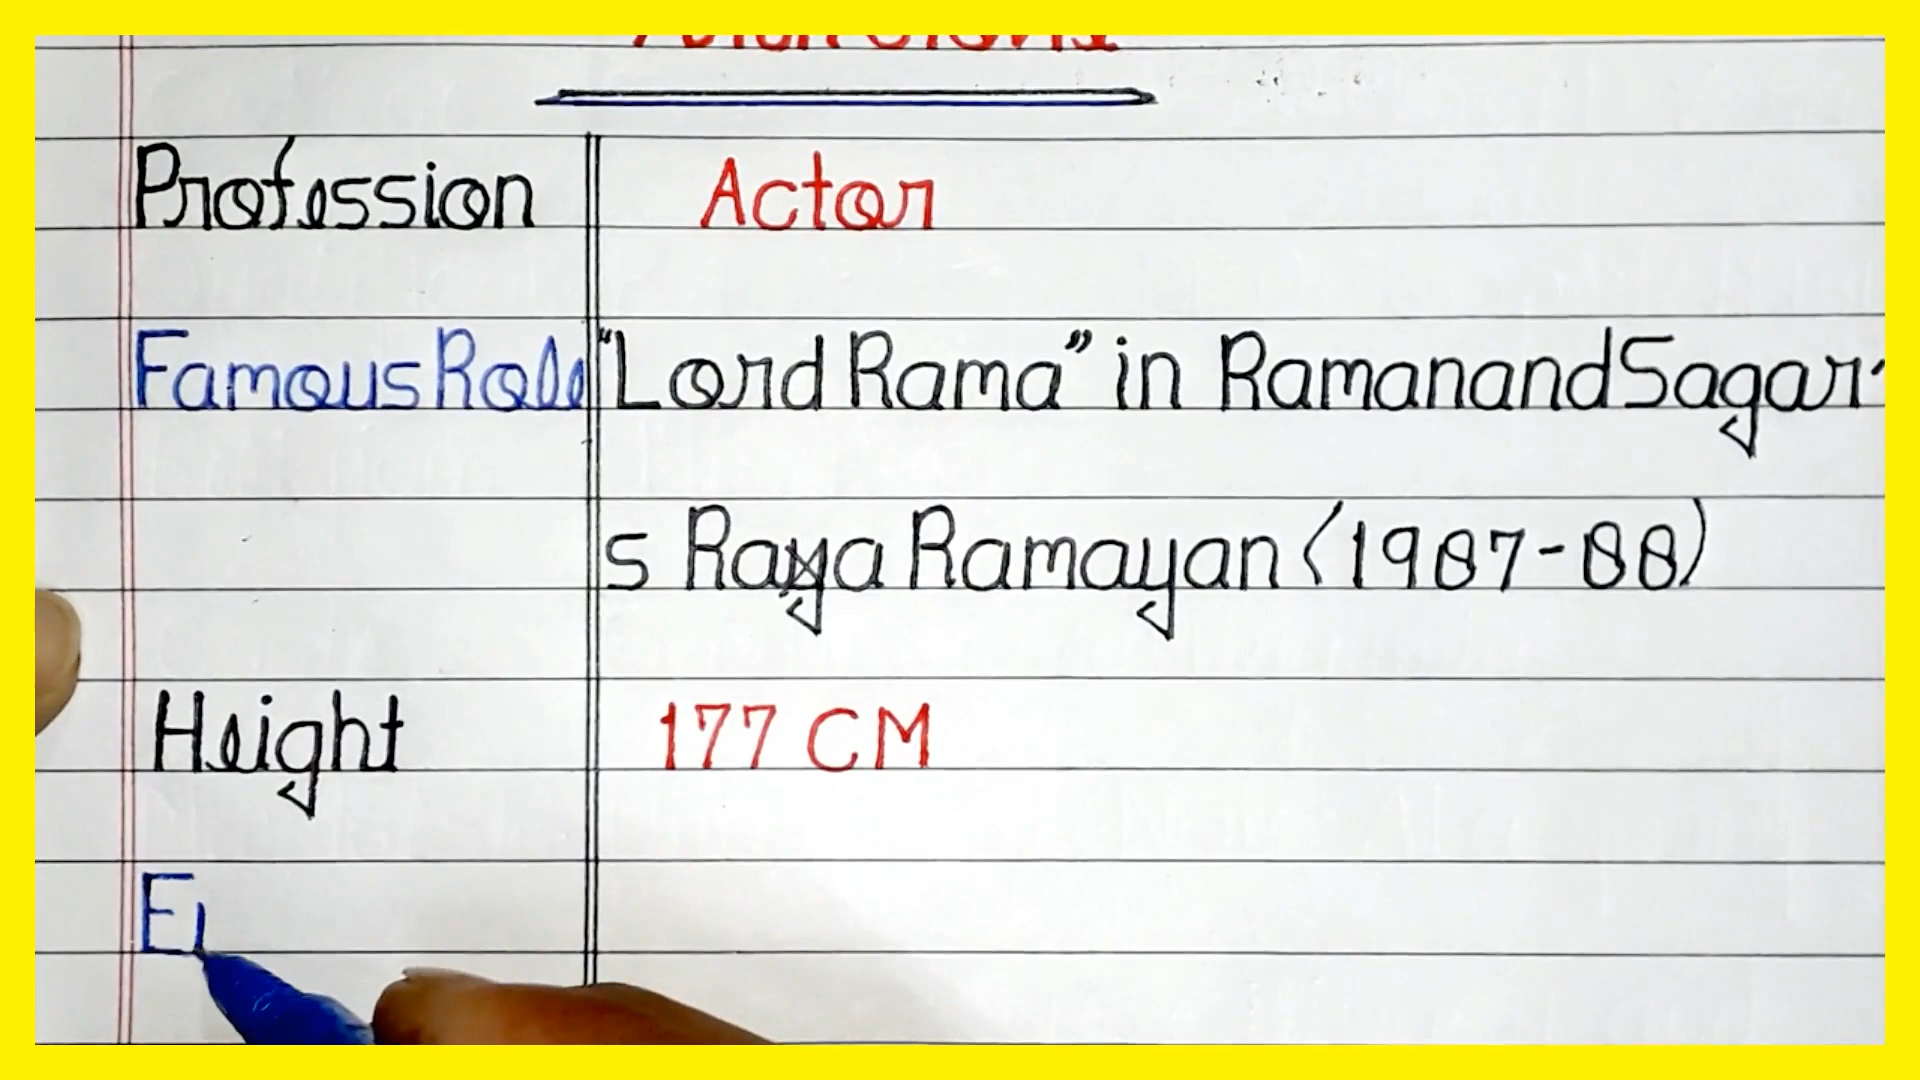 Profession Actor
Famous Role "Lord Rama" in Ramanand Sagar'
s Raya Ramayan (1987-88)
Height 177 CM